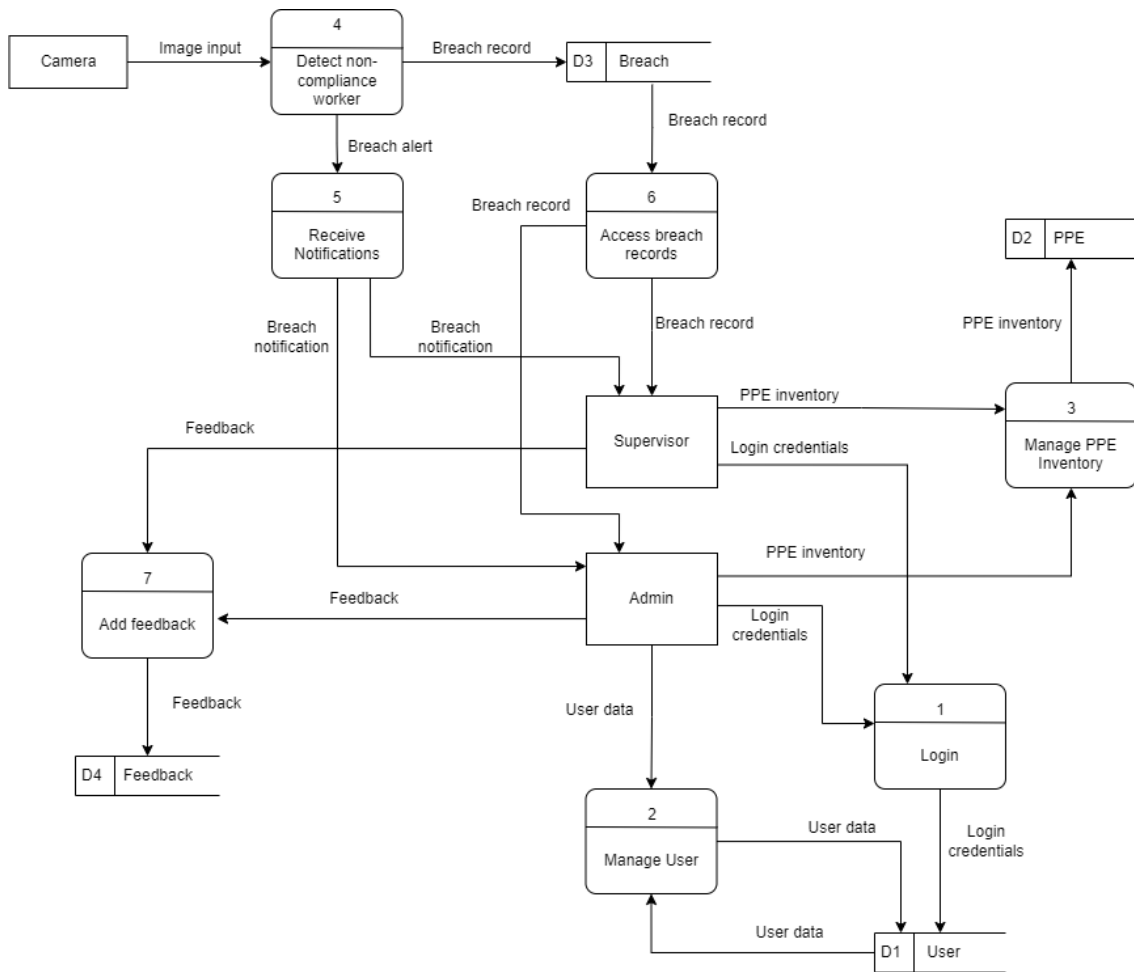 4
Camera
Image input
Detect non-
compliance
worker
Breach record
D3
Breach
Breach alert
Breach record
5
Receive
Notifications
Breach record
6
Access breach
records
D2
PPE
Breach
notification
Breach
notification
Breach record
PPE inventory
Feedback
Supervisor
PPE inventory
Login credentials
3
Manage PPE
Inventory
7
Add feedback
Feedback
Admin
PPE inventory
Login
credentials
Feedback
D4
Feedback
User data
1
Login
2
Manage User
User data
Login
credentials
User data
D1
User